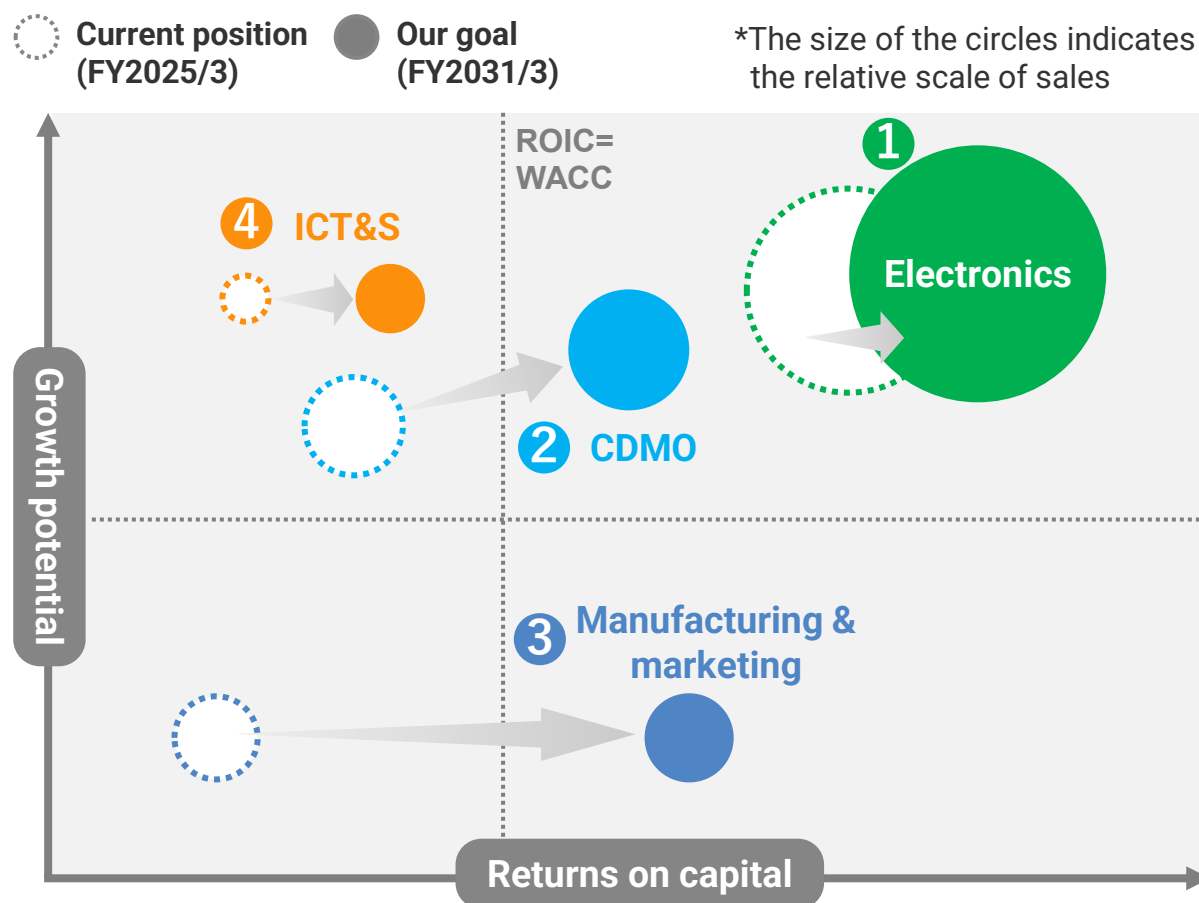 Current position
(FY2025/3)
Our goal
(FY2031/3)
*The size of the circles indicates
the relative scale of sales
ROIC=
WACC
1
Electronics
4 ICT&S
2 CDMO
Growth potential
3 Manufacturing &
marketing
Returns on capital